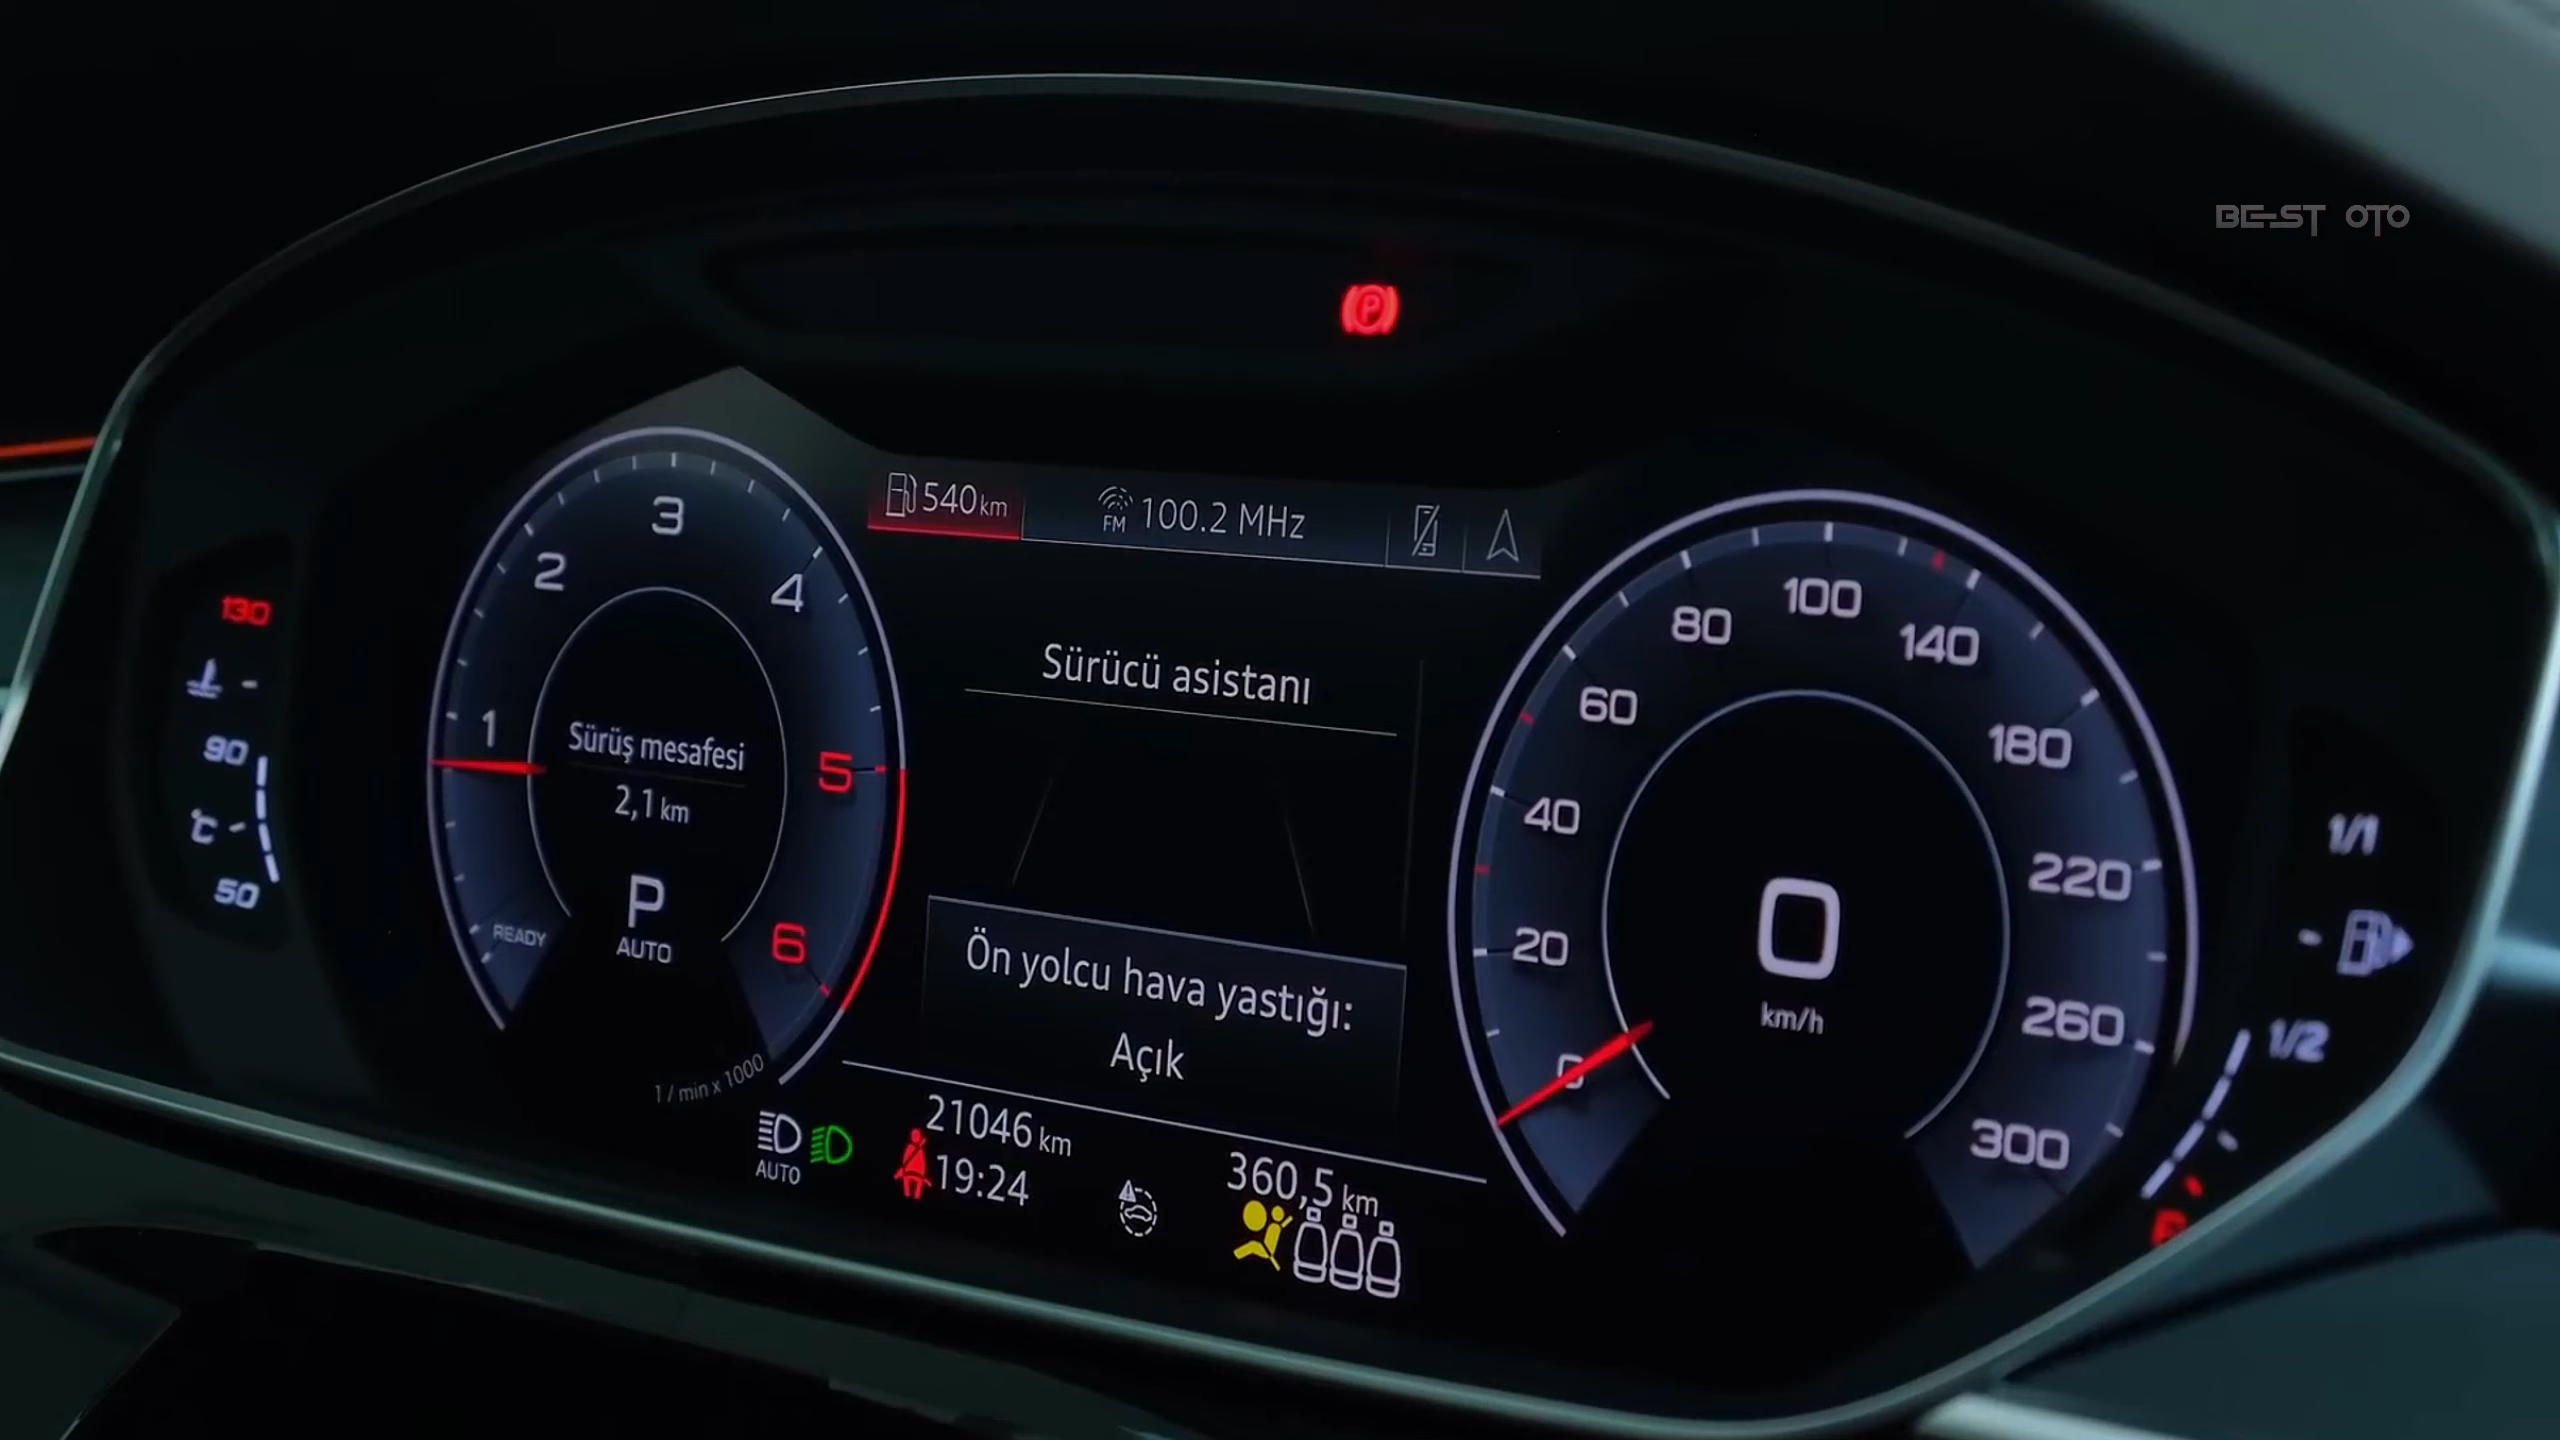 BEST OTO
P
540 km
FM 100.2 MHz
Sürücü asistanı
Ön yolcu hava yastığı:
Açık
130
90
°C
50
1
2
3
4
5
6
READY
Sürüş mesafesi
2,1 km
P
AUTO
1 / min x 1000
0
20
40
60
80
100
140
180
220
260
300
0
km/h
1/1
1/2
AUTO
21046 km
19:24
360,5 km